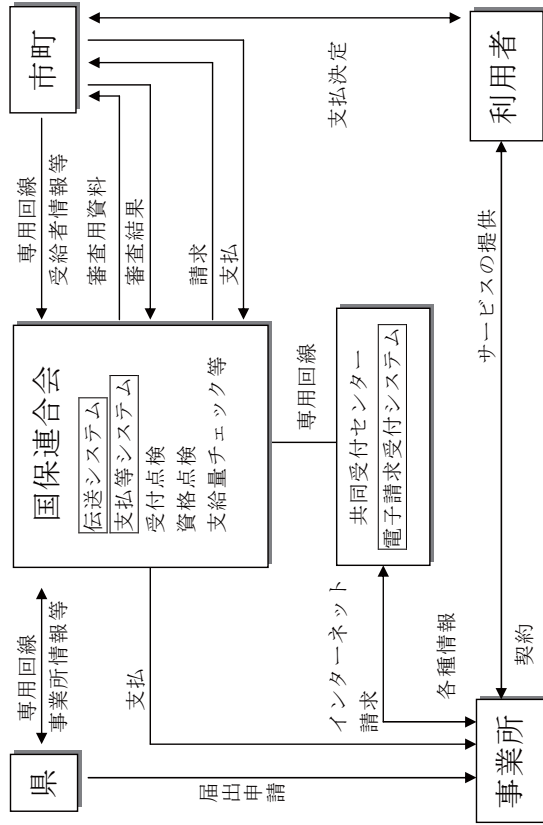 県
専用回線
事業所情報等
国保連合会
伝送システム
支払等システム
受付点検
資格点検
支給量チェック等
専用回線
受給者情報等
審査用資料
審査結果
請求
支払
市町
支払
専用回線
届出申請
インターネット
請求
各種情報
共同受付センター
電子請求受付システム
支払決定
事業所
契約
サービスの提供
利用者